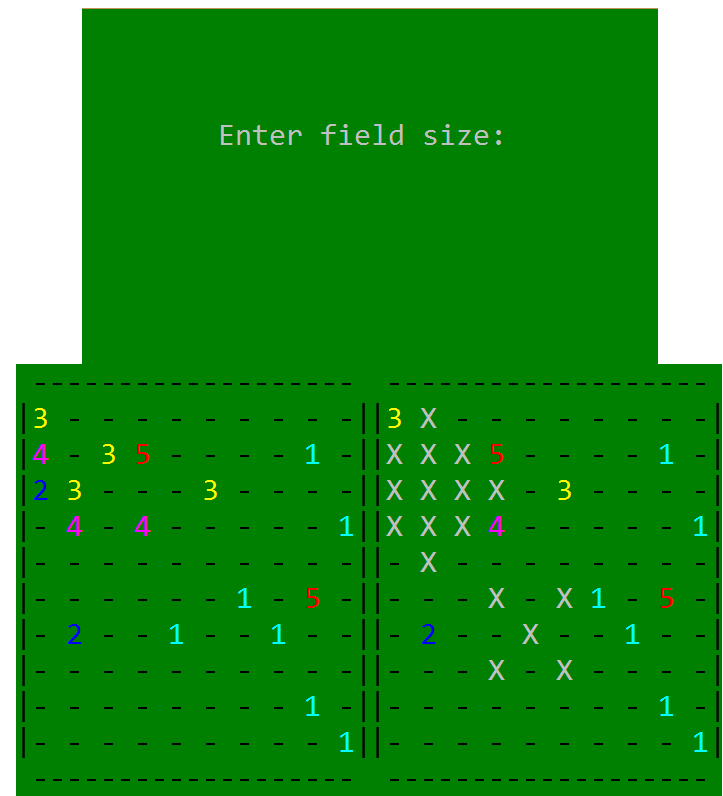 Enter field size:
-------------------  -------------------
|3 - - - - - - - - -||3 X - - - - - - - -|
|4 - 3 5 - - - - 1 -||X X X 5 - - - - 1 -|
|2 3 - - - 3 - - - -||X X X X - 3 - - - -|
|- 4 - 4 - - - - - 1||X X X 4 - - - - - 1|
|- - - - - - - - - -||- X - - - - - - - -|
|- - - - - - 1 - 5 -||- - - X - X 1 - 5 -|
|- 2 - - 1 - - 1 - -||- 2 - - X - - 1 - -|
|- - - - - - - - - -||- - - X - X - - - -|
|- - - - - - - - 1 -||- - - - - - - - 1 -|
|- - - - - - - - - 1||- - - - - - - - - 1|
-------------------  -------------------